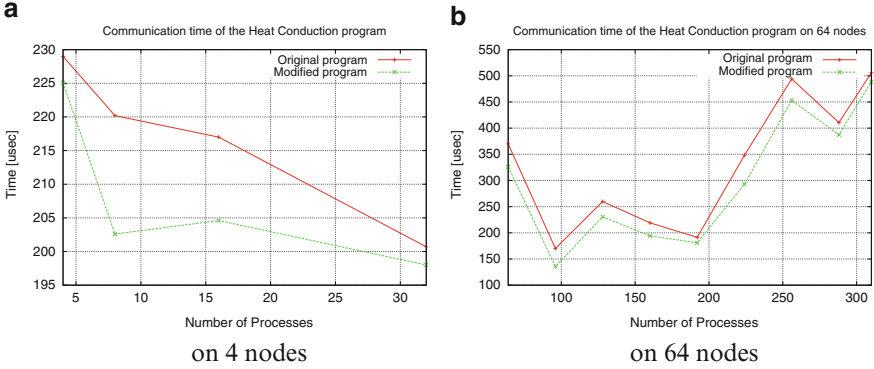 a
Communication time of the Heat Conduction program
230
225
220
215
210
205
200
195
5
10
15
20
25
30
Time [usec]
Number of Processes
Original program
Modified program
on 4 nodes
b
Communication time of the Heat Conduction program on 64 nodes
550
500
450
400
350
300
250
200
150
100
100
150
200
250
300
Time [usec]
Number of Processes
Original program
Modified program
on 64 nodes